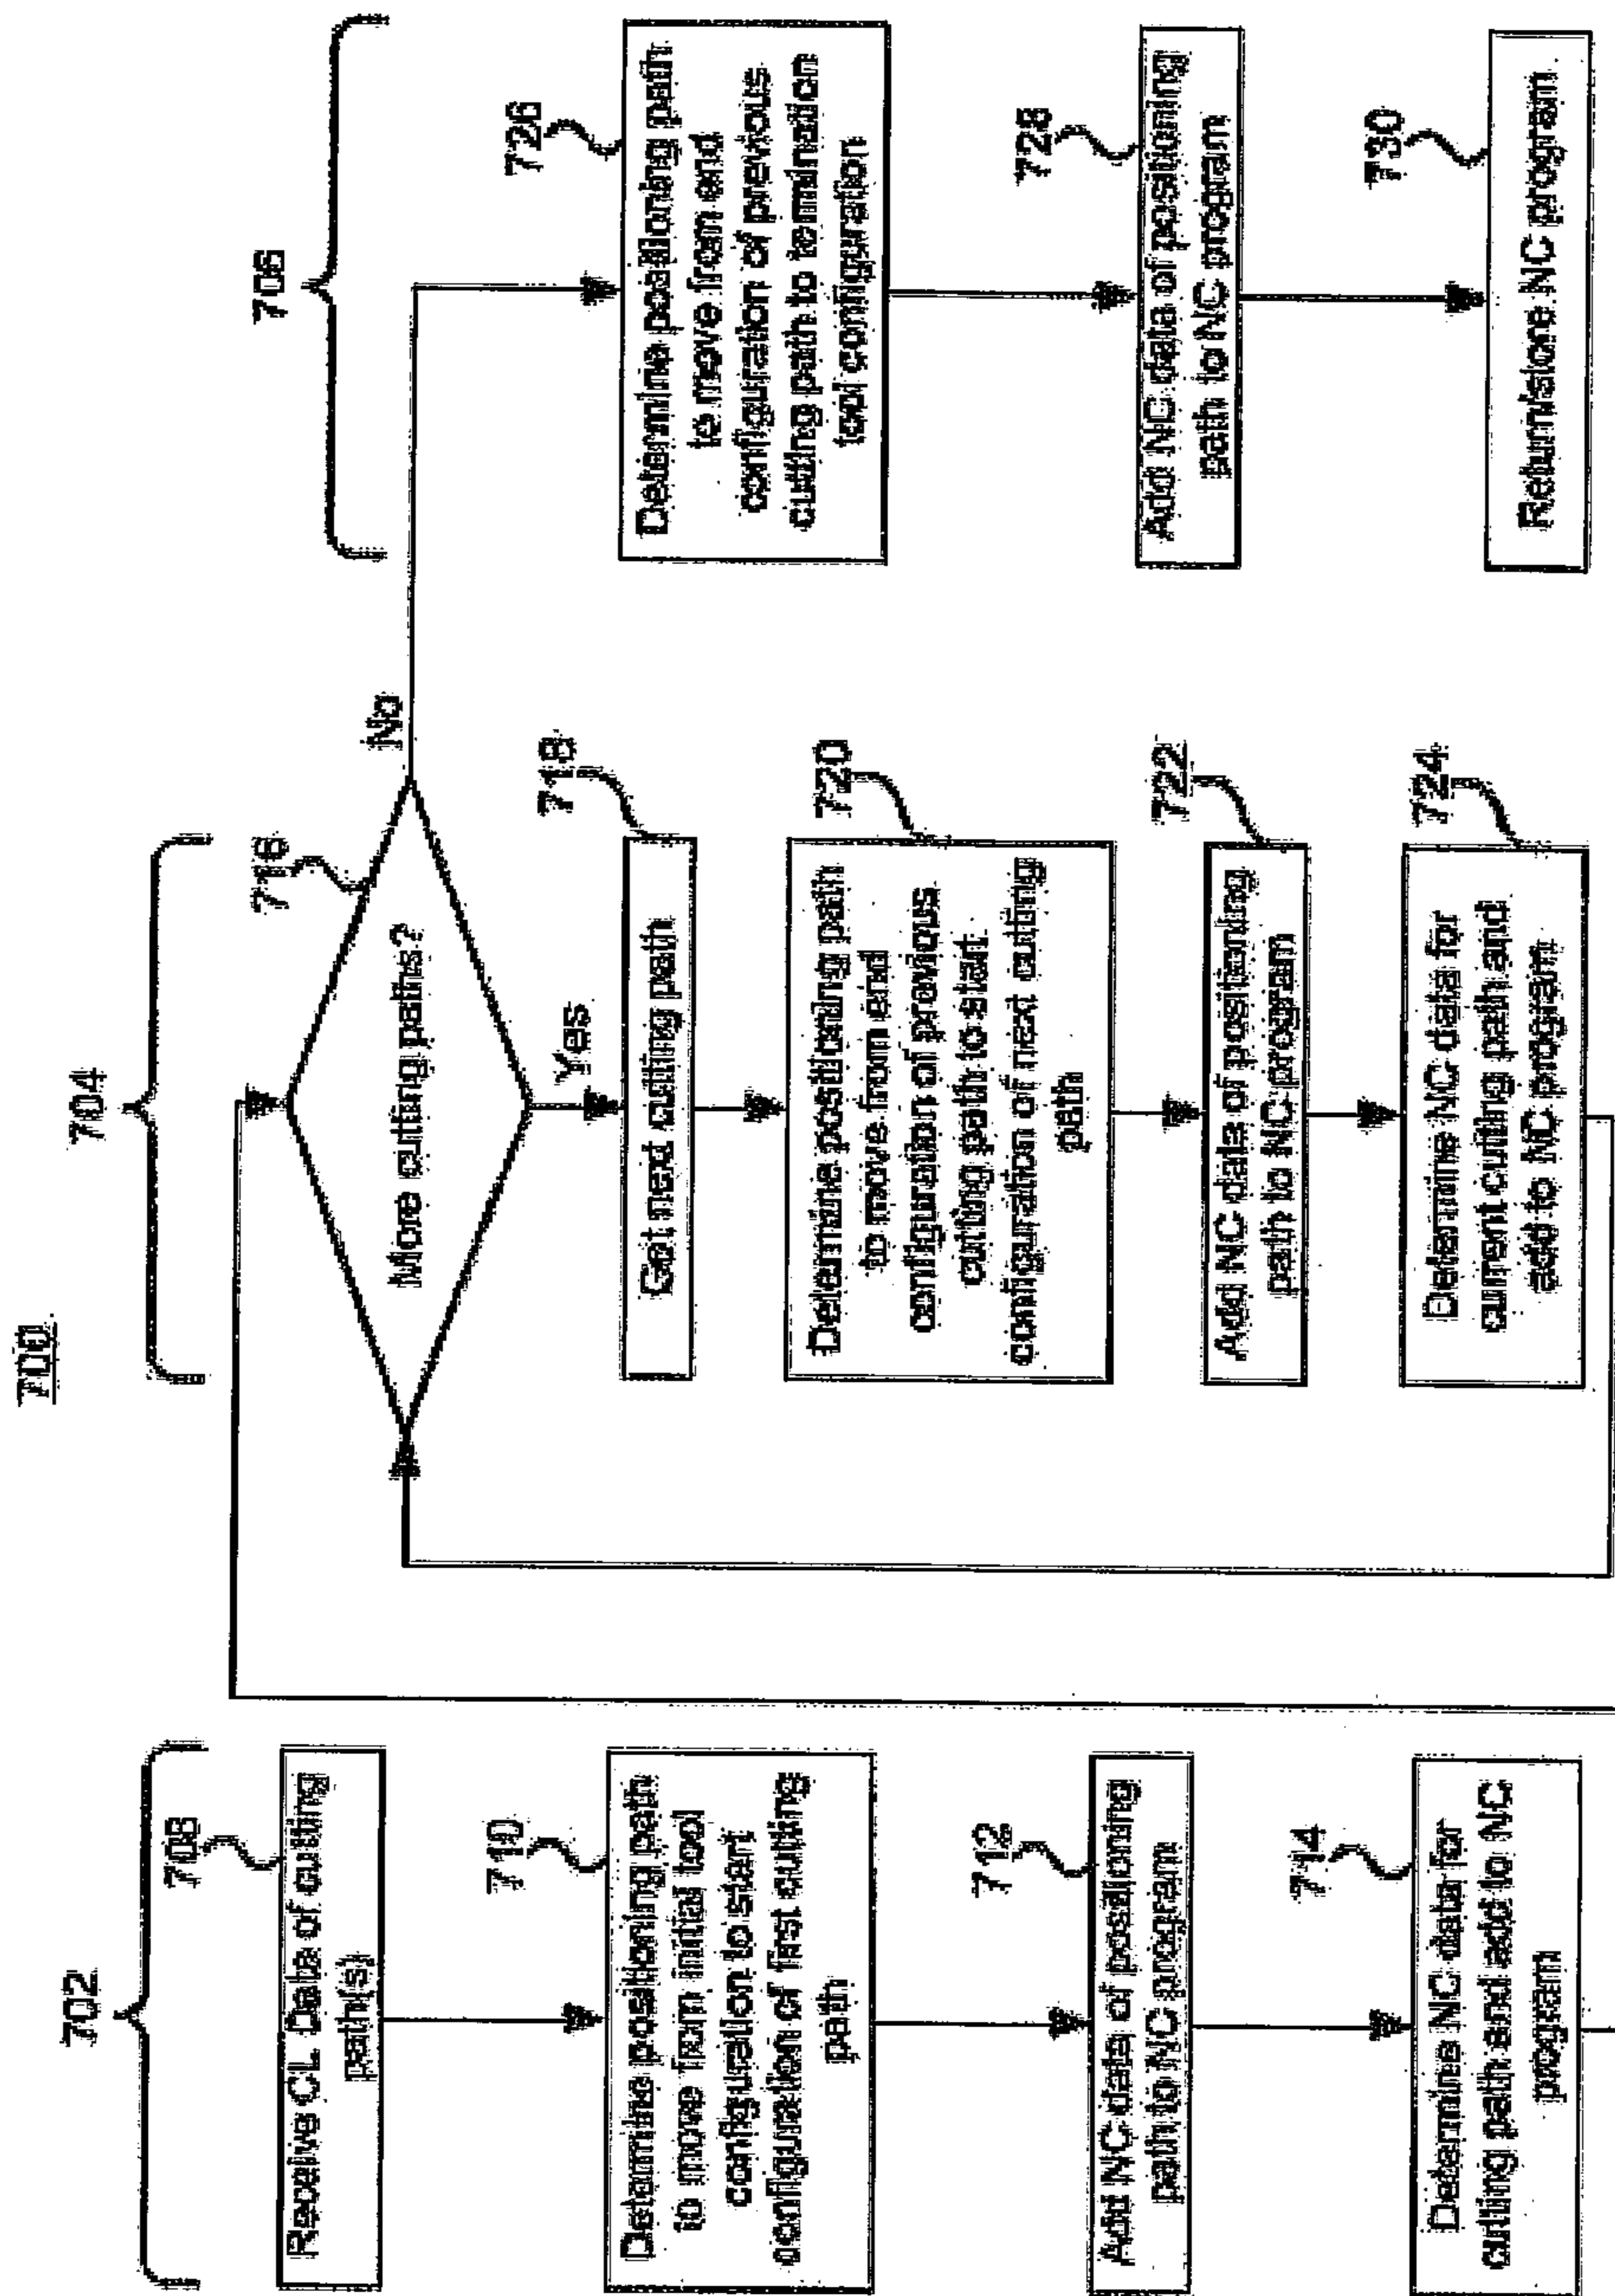 700
702
708
Receive CL Data of cutting
path(s)
710
Determine positioning path
to move from initial tool
configuration to start
configuration of first cutting
path
712
Add NC data of positioning
path to NC program
714
Determine NC data for
cutting path and add to NC
program
704
716
More cutting paths?
No
Yes
718
Get next cutting path
720
Determine positioning path
to move from end
configuration of previous
cutting path to start
configuration of next cutting
path
722
Add NC data of positioning
path to NC program
724
Determine NC data for
current cutting path and
add to NC program
706
726
Determine positioning path
to move from end
configuration of previous
cutting path to temination
tool configuration
728
Add NC data of positioning
path to NC program
730
Return/store NC program